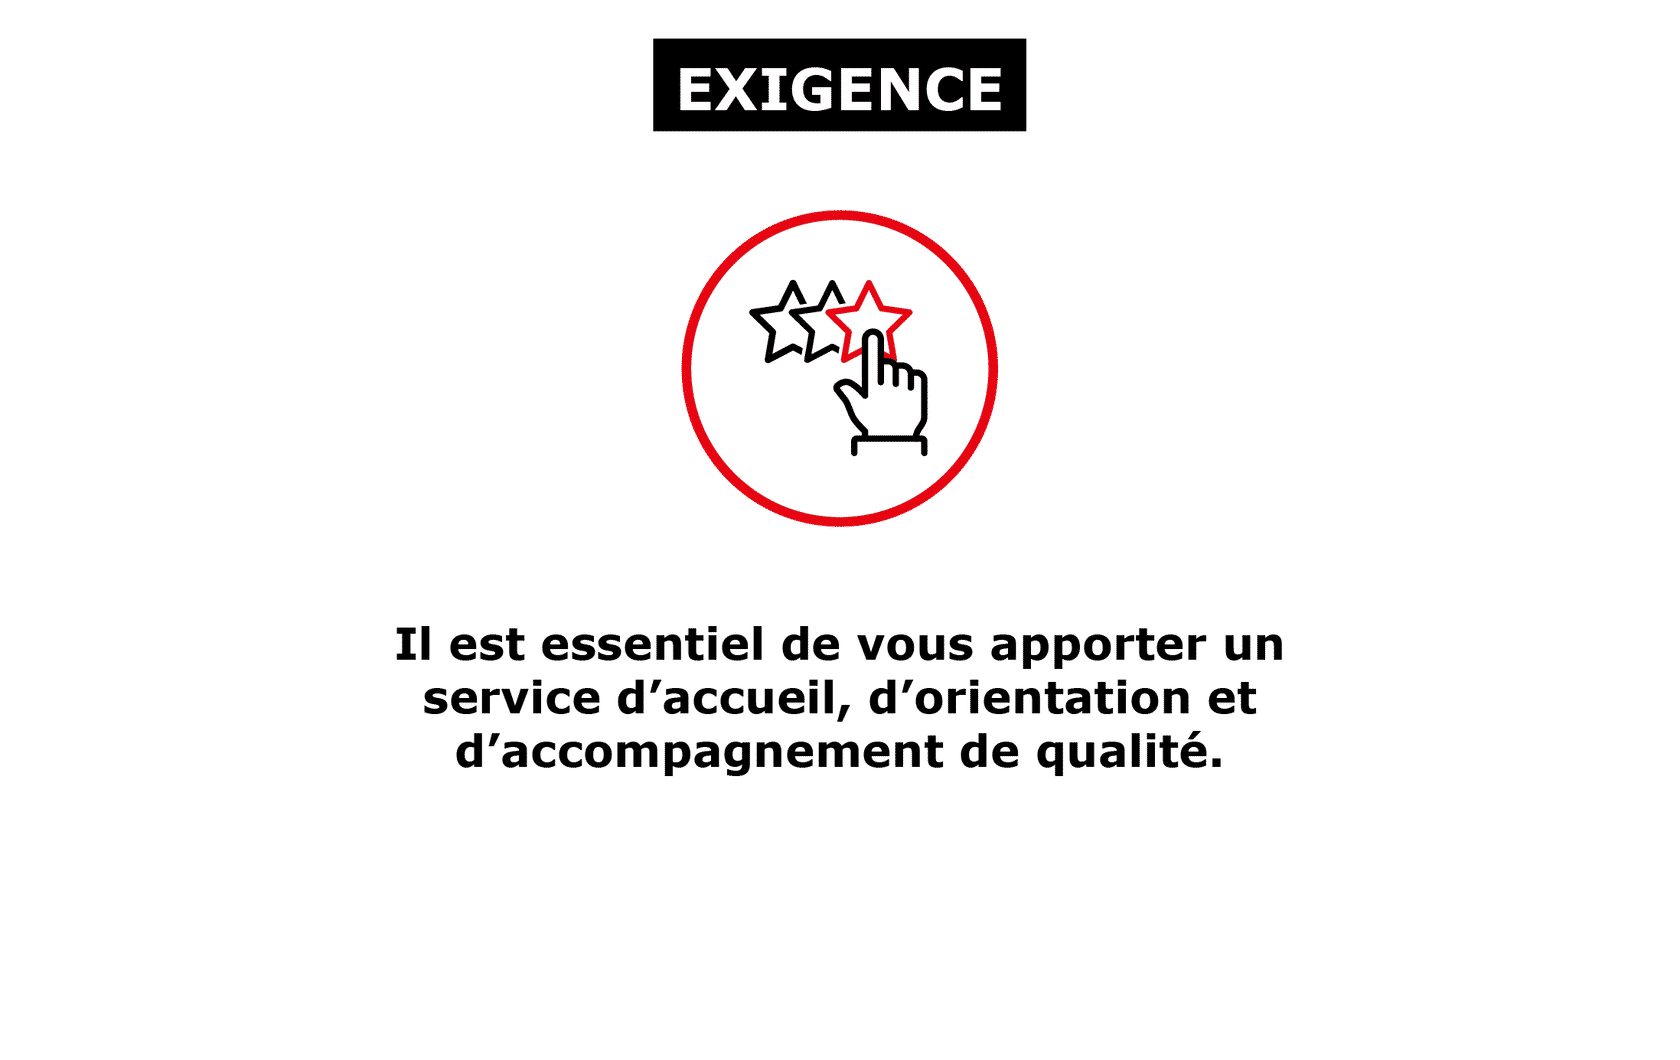 EXIGENCE
Il est essentiel de vous apporter un
service d’accueil, d’orientation et
d’accompagnement de qualité.